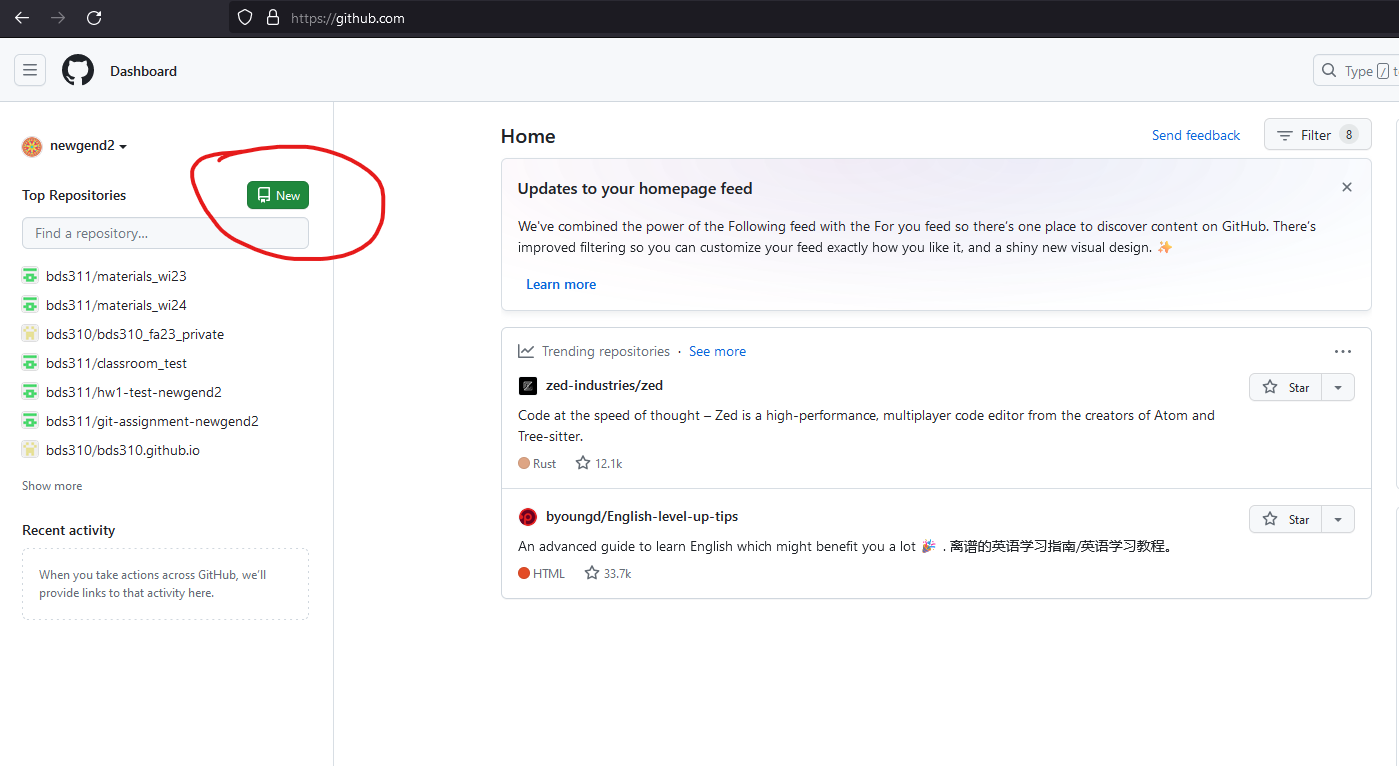 https://github.com
Dashboard
Type / to
newgend2
Top Repositories
New
Find a repository...
bds311/materials_wi23
bds311/materials_wi24
bds310/bds310_fa23_private
bds311/classroom_test
bds311/hw1-test-newgend2
bds311/git-assignment-newgend2
bds310/bds310.github.io
Show more
Recent activity
When you take actions across GitHub, we'll
provide links to that activity here.
Home
Send feedback
Filter 8
Updates to your homepage feed
We've combined the power of the Following feed with the For you feed so there's one place to discover content on GitHub. There's
improved filtering so you can customize your feed exactly how you like it, and a shiny new visual design. ✨
Learn more
Trending repositories · See more
zed-industries/zed
Star
Code at the speed of thought – Zed is a high-performance, multiplayer code editor from the creators of Atom and
Tree-sitter.
Rust 12.1k
byoungd/English-level-up-tips
Star
An advanced guide to learn English which might benefit you a lot 🎉 . 离谱的英语学习指南/英语学习教程。
HTML 33.7k